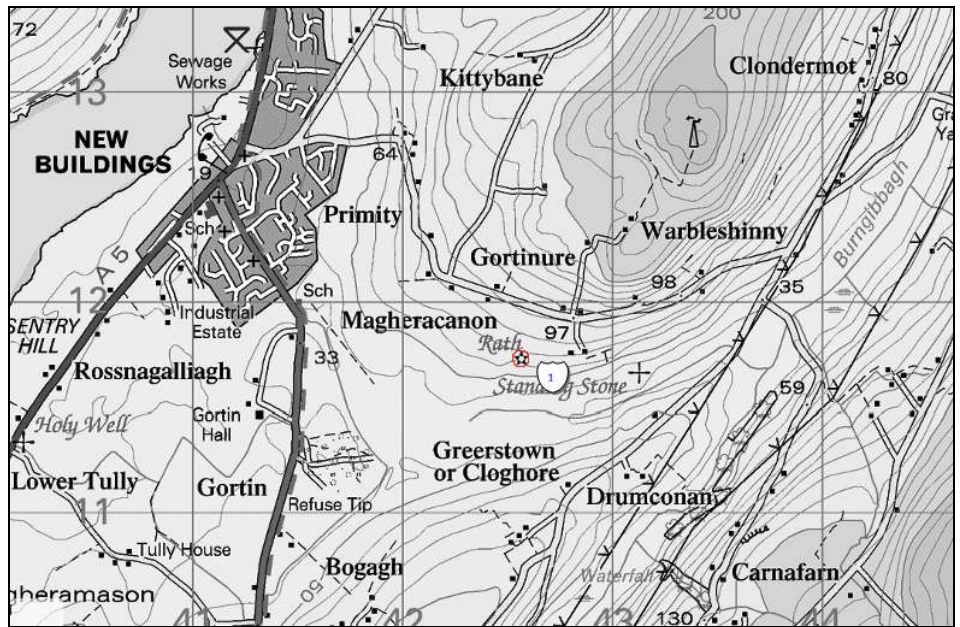 72
200
Sewage
Works
Kittybane
Clondermot
80
13
NEW
BUILDINGS
64
19
Primity
Sch
Warbleshinny
Burngibbagh
Gortinure
A 5
98
35
12
Sch
Industrial
Estate
SENTRY
HILL
Magheracanon
97
Rath
33
1
Rossnagalliagh
59
Gortin
Hall
Holy Well
Greerstown
or Cloghore
Lower Tully
Gortin
Drumconan
11
Refuse Tip
Tully House
Bogagh
Waterfall
Carnafarn
gheramason
50
41
42
43
44
130